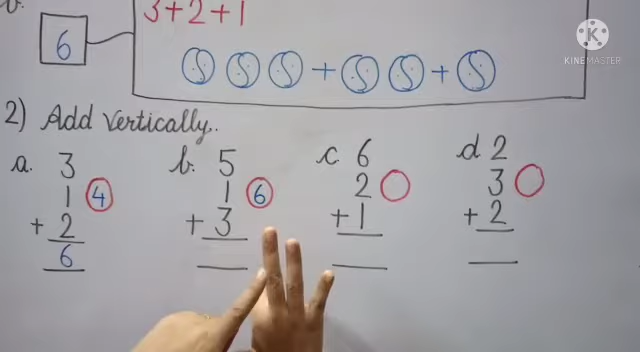 b.
3+2+1
6
+ +
KINEMASTER
2) Add vertically.
a. 3 b. 5 c. 6 d 2
1 4 1 6 2 3
+ 2 + 3 + 1 + 2
6